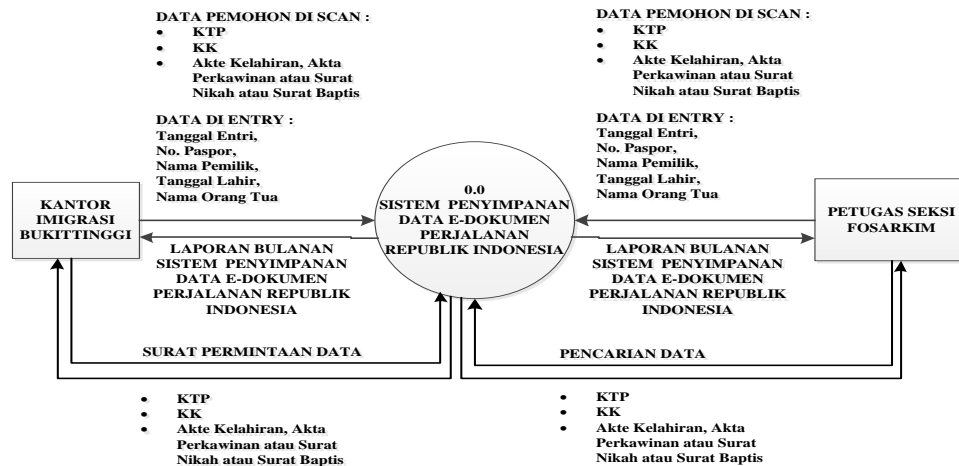 DATA PEMOHON DI SCAN :
• KTP
• KK
• Akte Kelahiran, Akta
Perkawinan atau Surat
Nikah atau Surat Baptis
DATA DI ENTRY :
Tanggal Entri,
No. Paspor,
Nama Pemilik,
Tanggal Lahir,
Nama Orang Tua
DATA PEMOHON DI SCAN :
• KTP
• KK
• Akte Kelahiran, Akta
Perkawinan atau Surat
Nikah atau Surat Baptis
DATA DI ENTRY :
Tanggal Entri,
No. Paspor,
Nama Pemilik,
Tanggal Lahir,
Nama Orang Tua
KANTOR
IMIGRASI
BUKITTINGGI
0.0
SISTEM PENYIMPANAN
DATA E-DOKUMEN
PERJALANAN
REPUBLIK INDONESIA
PETUGAS SEKSI
FOSARKIM
LAPORAN BULANAN
SISTEM PENYIMPANAN
DATA E-DOKUMEN
PERJALANAN REPUBLIK
INDONESIA
LAPORAN BULANAN
SISTEM PENYIMPANAN
DATA E-DOKUMEN
PERJALANAN REPUBLIK
INDONESIA
SURAT PERMINTAAN DATA
PENCARIAN DATA
• KTP
• KK
• Akte Kelahiran, Akta
Perkawinan atau Surat
Nikah atau Surat Baptis
• KTP
• KK
• Akte Kelahiran, Akta
Perkawinan atau Surat
Nikah atau Surat Baptis